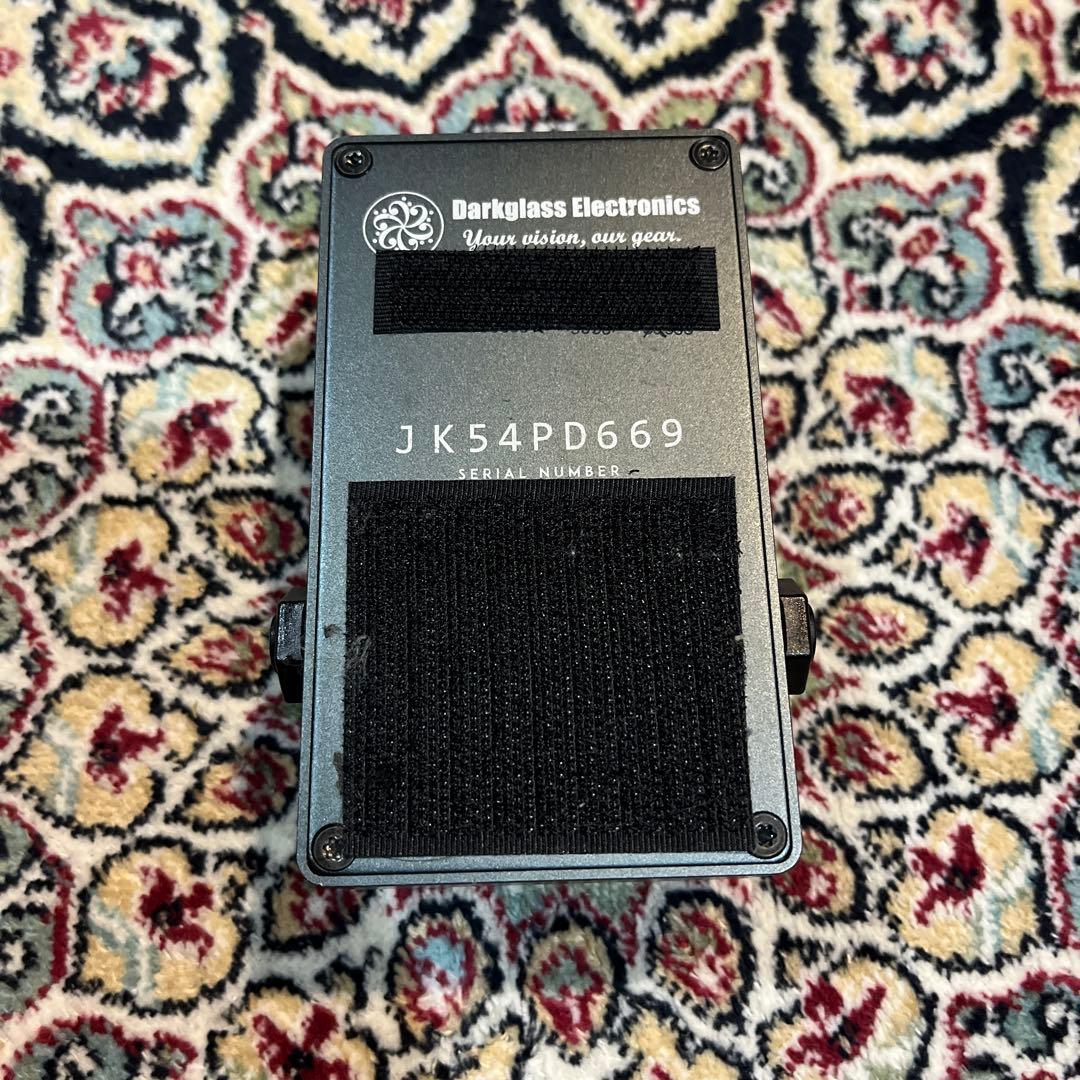 Darkglass Electronics
Your vision, our gear.
JK54PD669
SERIAL NUMBER